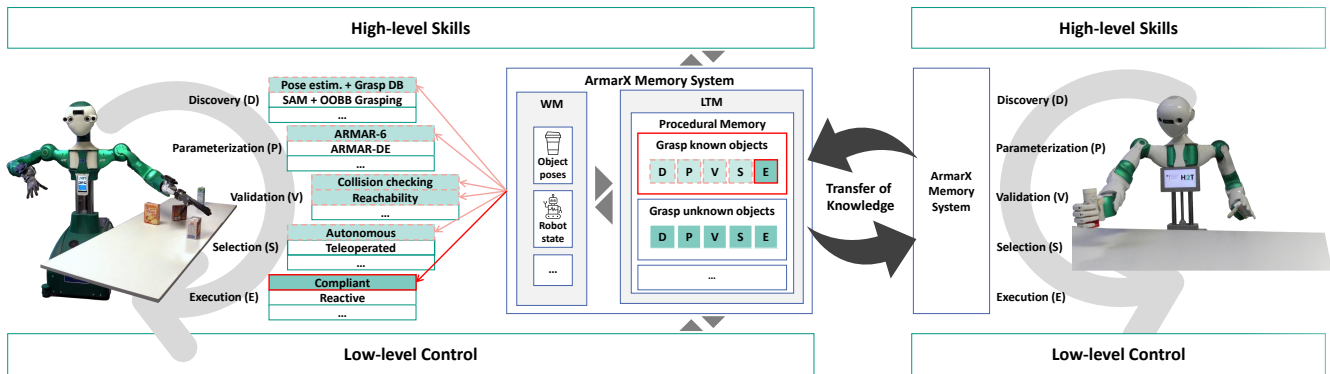 High-level Skills
Discovery (D)
Pose estim. + Grasp DB
SAM + OOBB Grasping
...
Parameterization (P)
ARMAR-6
ARMAR-DE
...
Validation (V)
Collision checking
Reachability
...
Selection (S)
Autonomous
Teleoperated
...
Execution (E)
Compliant
Reactive
...
ArmarX Memory System
WM
Object
poses
Robot
state
...
LTM
Procedural Memory
Grasp known objects
D P V S E
Grasp unknown objects
D P V S E
...
Low-level Control
Transfer of
Knowledge
High-level Skills
ArmarX
Memory
System
Discovery (D)
Parameterization (P)
Validation (V)
Selection (S)
Execution (E)
H2T
Low-level Control